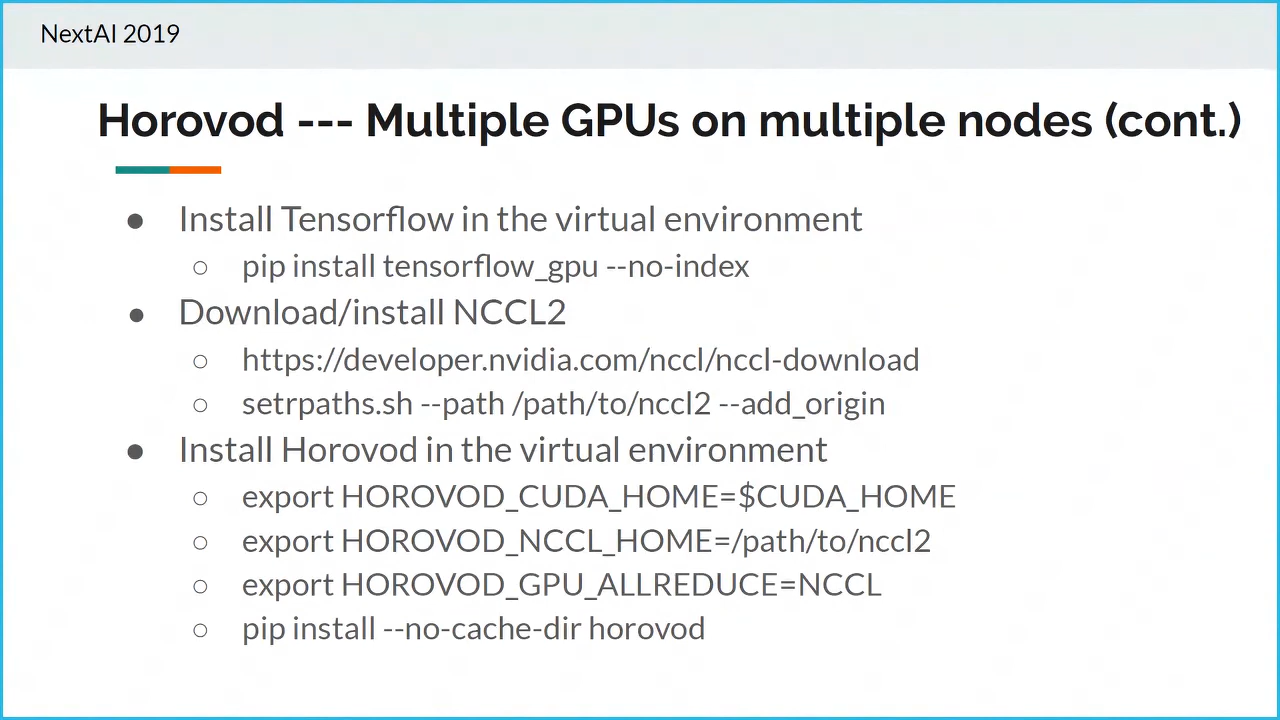 NextAI 2019
Horovod --- Multiple GPUs on multiple nodes (cont.)
● Install Tensorflow in the virtual environment
○ pip install tensorflow_gpu --no-index
● Download/install NCCL2
○ https://developer.nvidia.com/nccl/nccl-download
○ setrpaths.sh --path /path/to/nccl2 --add_origin
● Install Horovod in the virtual environment
○ export HOROVOD_CUDA_HOME=$CUDA_HOME
○ export HOROVOD_NCCL_HOME=/path/to/nccl2
○ export HOROVOD_GPU_ALLREDUCE=NCCL
○ pip install --no-cache-dir horovod